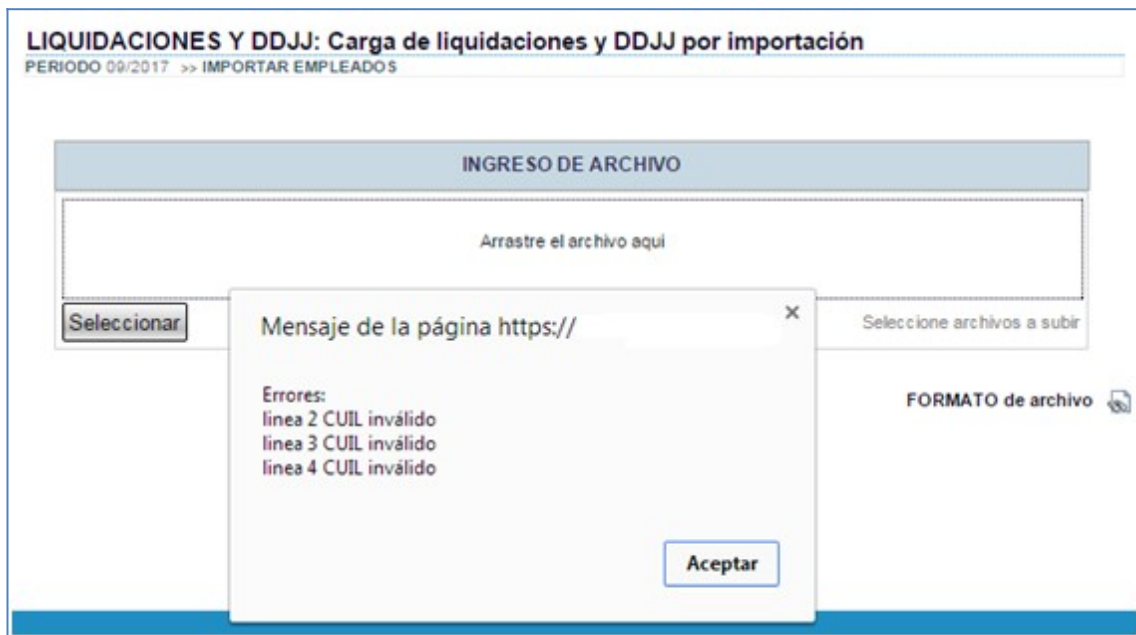 LIQUIDACIONES Y DDJJ: Carga de liquidaciones y DDJJ por importación
PERIODO 09/2017 >> IMPORTAR EMPLEADOS
INGRESO DE ARCHIVO
Arrastre el archivo aqui
Seleccionar
Seleccione archivos a subir
Mensaje de la página https://
Errores:
linea 2 CUIL inválido
linea 3 CUIL inválido
linea 4 CUIL inválido
Aceptar
FORMATO de archivo